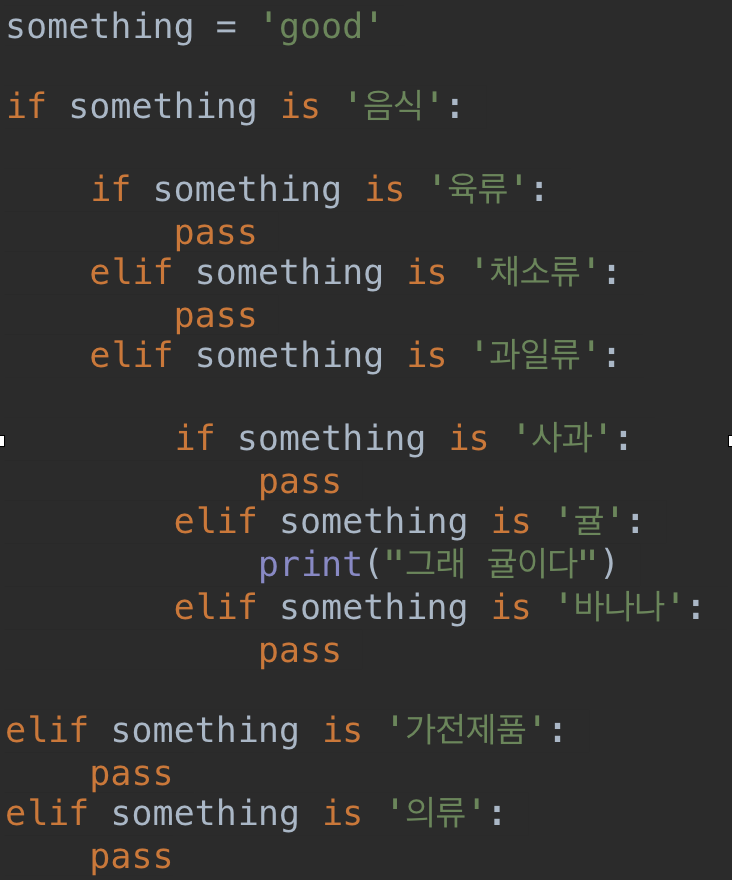 something = 'good'
if something is '음식':
if something is '육류':
pass
elif something is '채소류':
pass
elif something is '과일류':
if something is '사과':
pass
elif something is '귤':
print("그래 귤이다")
elif something is '바나나':
pass
elif something is '가전제품':
pass
elif something is '의류':
pass